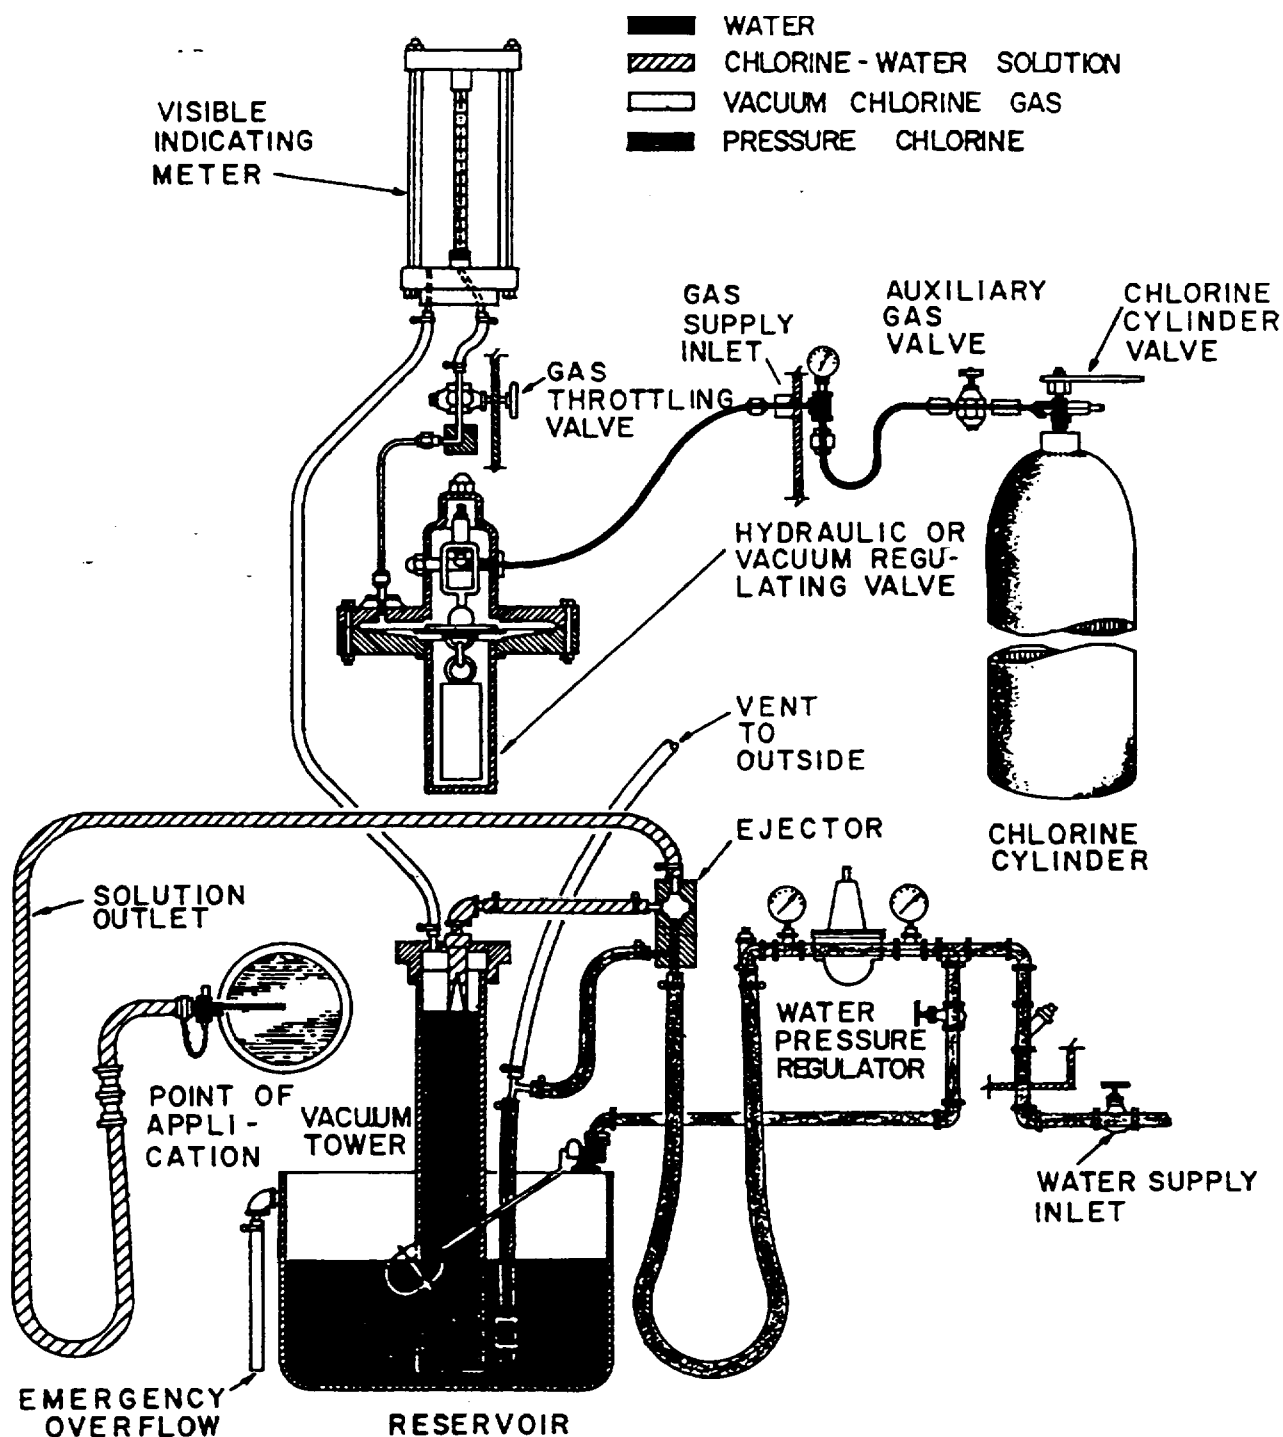 WATER
CHLORINE-WATER SOLUTION
VACUUM CHLORINE GAS
PRESSURE CHLORINE
VISIBLE
INDICATING
METER
GAS
SUPPLY
INLET
AUXILIARY
GAS
VALVE
CHLORINE
CYLINDER
VALVE
GAS
THROTTLING
VALVE
HYDRAULIC OR
VACUUM REGU-
LATING VALVE
VENT
TO
OUTSIDE
CHLORINE
CYLINDER
EJECTOR
SOLUTION
OUTLET
WATER
PRESSURE
REGULATOR
POINT OF
APPLI-
CATION
VACUUM
TOWER
WATER SUPPLY
INLET
EMERGENCY
OVERFLOW
RESERVOIR